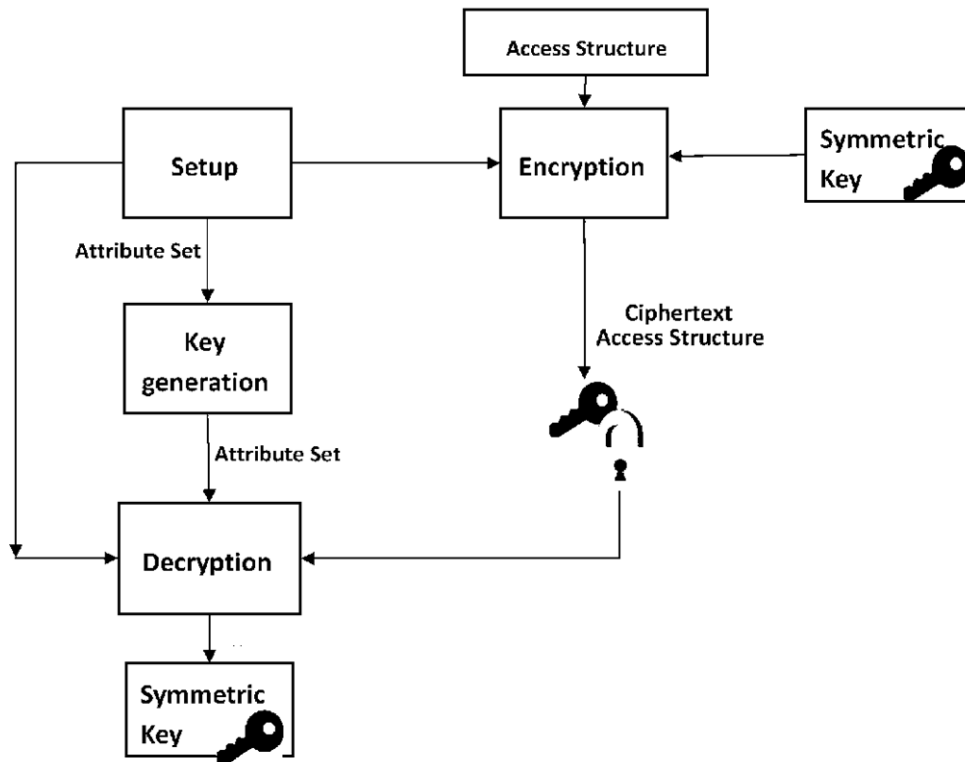 Access Structure
Setup
Encryption
Symmetric
Key
Attribute Set
Key
generation
Ciphertext
Access Structure
Attribute Set
Decryption
Symmetric
Key